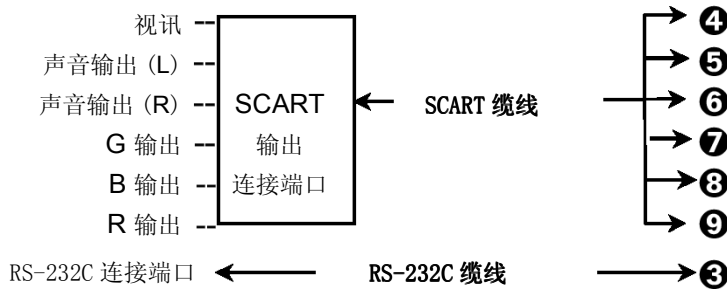 视讯 ❹
声音输出 (L) ❺
声音输出 (R) SCART SCART 缆线 ❻
G 输出 输出 ❼
B 输出 连接端口 ❽
R 输出 ❾
RS-232C 连接端口 RS-232C 缆线 ❸